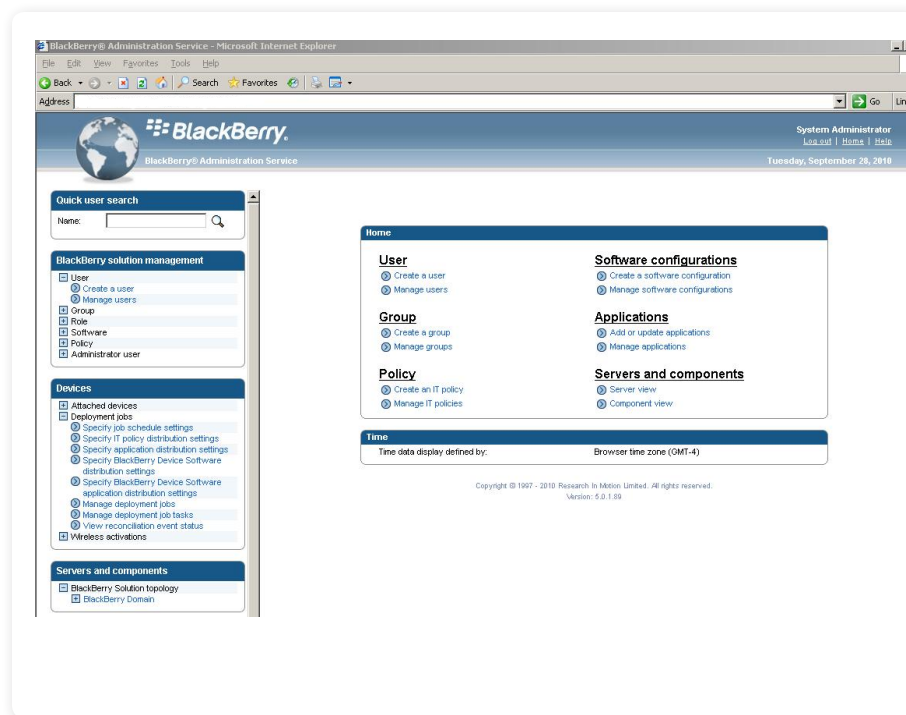 BlackBerry® Administration Service - Microsoft Internet Explorer
File Edit View Favorites Tools Help
Back Search Favorites
Address Go Lin
BlackBerry®
BlackBerry® Administration Service
System Administrator
Log out | Home | Help
Tuesday, September 28, 2010
Quick user search
Name:
BlackBerry solution management
User
Create a user
Manage users
Group
Role
Software
Policy
Administrator user
Devices
Attached devices
Deployment jobs
Specify job schedule settings
Specify IT policy distribution settings
Specify application distribution settings
Specify BlackBerry Device Software
distribution settings
Specify BlackBerry Device Software
application distribution settings
Manage deployment jobs
Manage deployment job tasks
View reconciliation event status
Wireless activations
Servers and components
BlackBerry Solution topology
BlackBerry Domain
Home
User
Create a user
Manage users
Group
Create a group
Manage groups
Policy
Create an IT policy
Manage IT policies
Software configurations
Create a software configuration
Manage software configurations
Applications
Add or update applications
Manage applications
Servers and components
Server view
Component view
Time
Time data display defined by: Browser time zone (GMT-4)
Copyright © 1997 - 2010 Research In Motion Limited. All rights reserved.
Version: 5.0.1.89